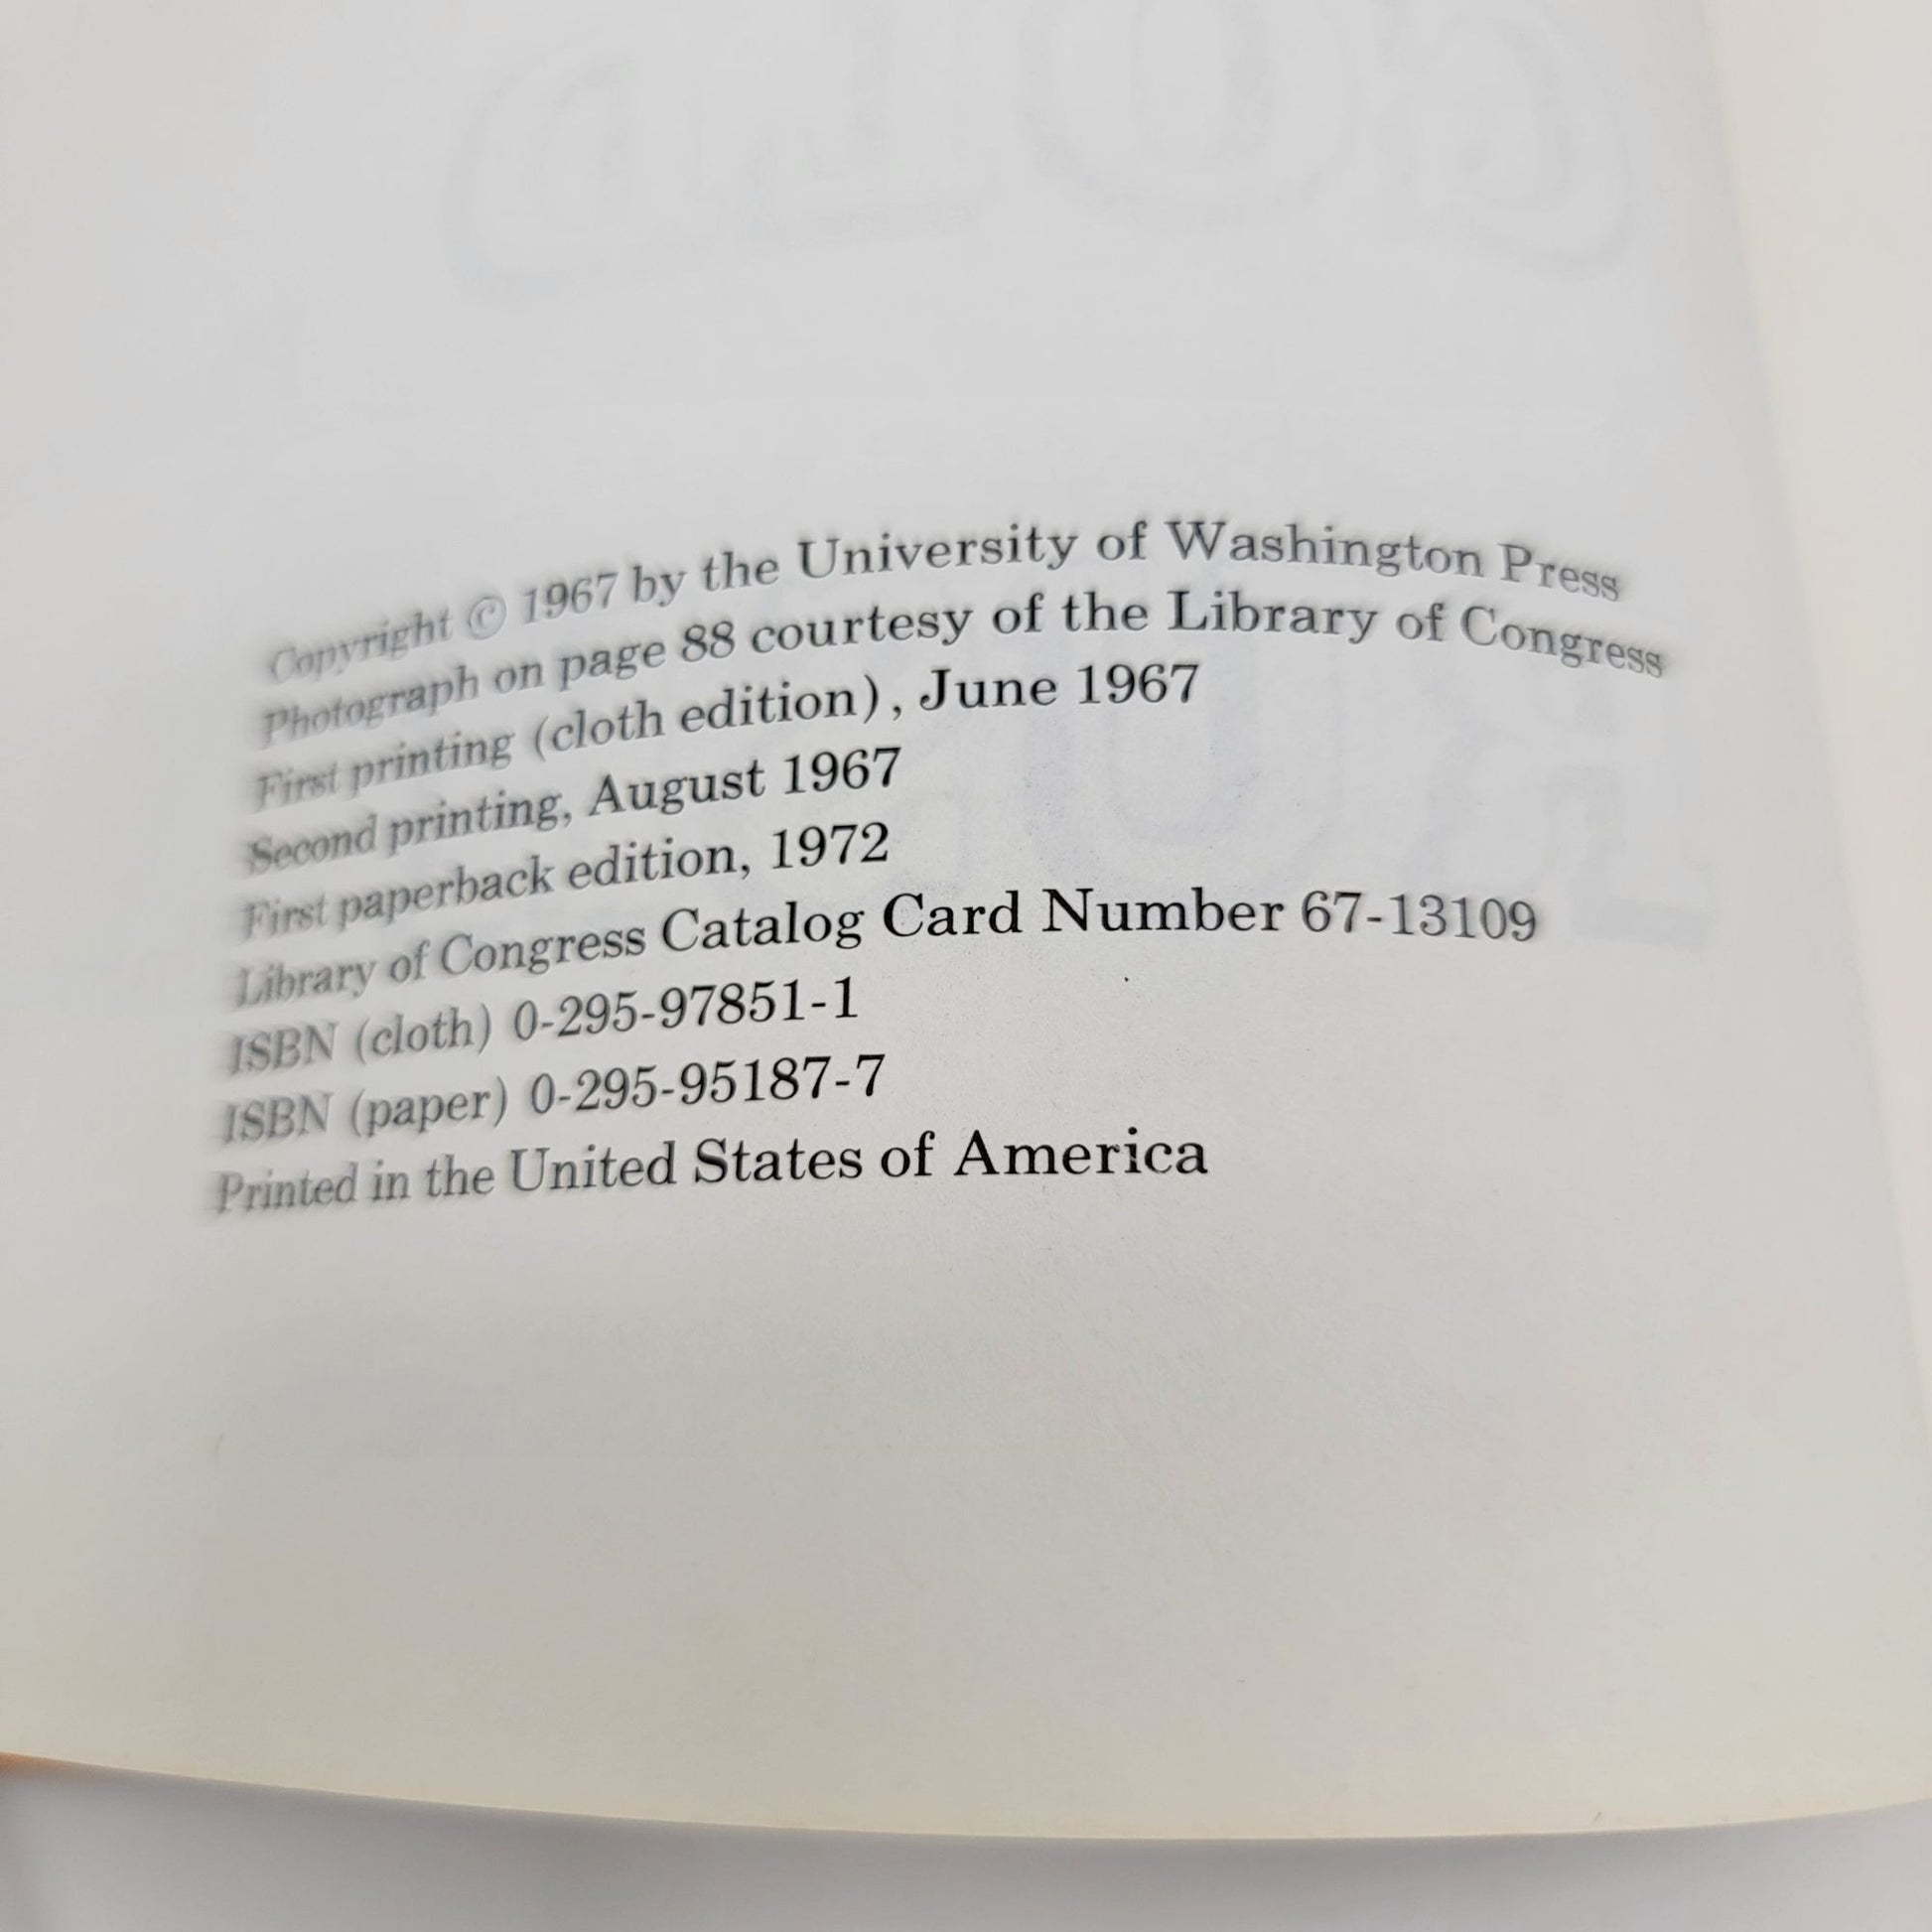 Copyright © 1967 by the University of Washington Press
Photograph on page 88 courtesy of the Library of Congress
First printing (cloth edition), June 1967
Second printing, August 1967
First paperback edition, 1972
Library of Congress Catalog Card Number 67-13109
ISBN (cloth) 0-295-97851-1
ISBN (paper) 0-295-95187-7
Printed in the United States of America